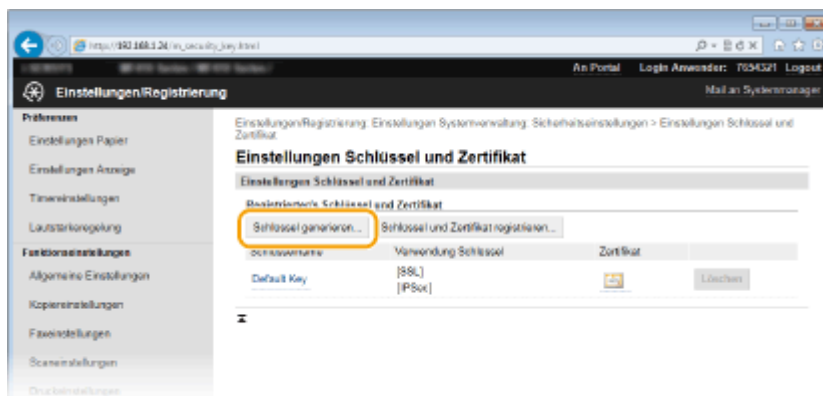 http://192.168.1.24/m_security_key.html
An Portal Login Anwender: 7654321 Logout
Einstellungen/Registrierung
Mail an Systemmanager
Präferenzen
Einstellungen Papier
Einstellungen Anzeige
Timereinstellungen
Lautstärkeregelung
Funktionseinstellungen
Allgemeine Einstellungen
Kopiereinstellungen
Faxeinstellungen
Scaneinstellungen
Druckeinstellungen
Einstellungen/Registrierung: Einstellungen Systemverwaltung: Sicherheitseinstellungen > Einstellungen Schlüssel und
Zertifikat
Einstellungen Schlüssel und Zertifikat
Einstellungen Schlüssel und Zertifikat
Registrierter's Schlüssel und Zertifikat
Schlüssel generieren... Schlüssel und Zertifikat registrieren...
Schlüsselname Verwendung Schlüssel Zertifikat
Default Key [SSL] Löschen
[IPSec]